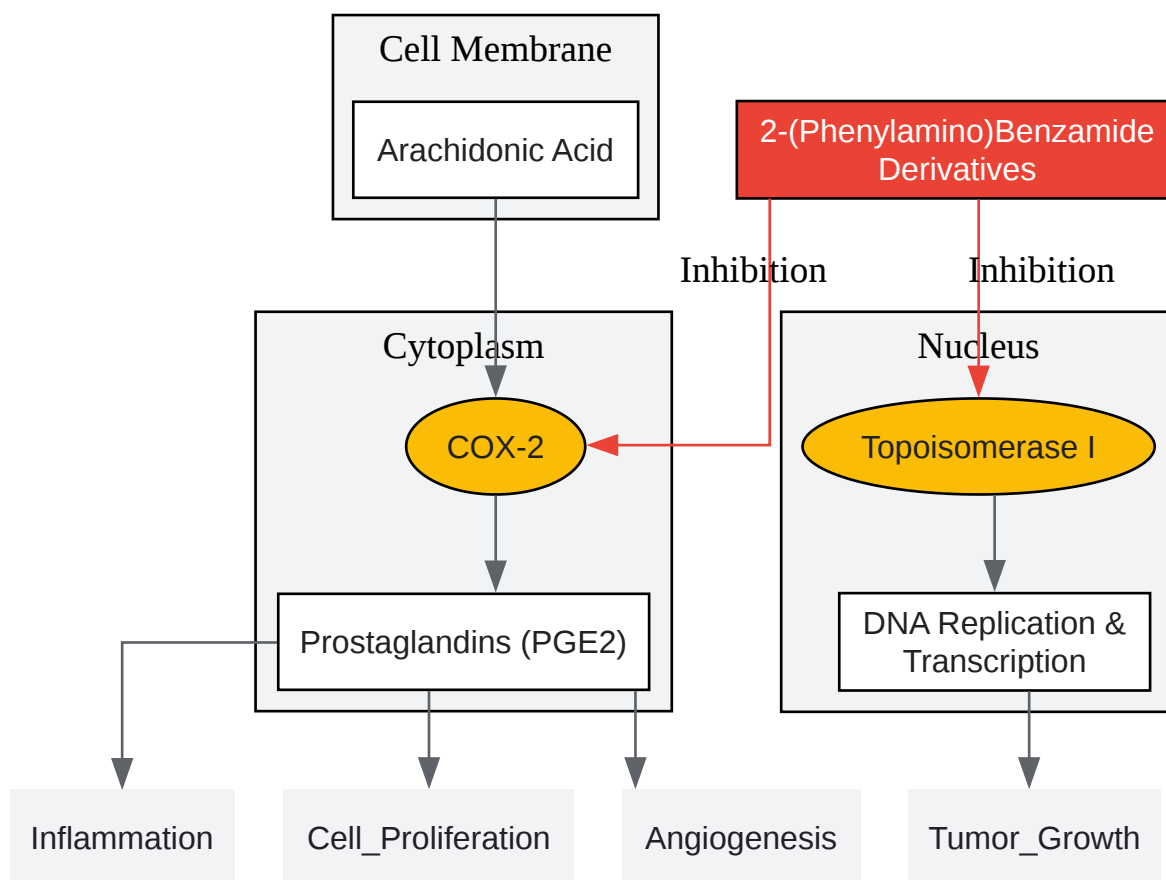 Cell Membrane
Arachidonic Acid
2-(Phenylamino)Benzamide
Derivatives
Inhibition
Inhibition
Cytoplasm
Nucleus
COX-2
Topoisomerase I
Prostaglandins (PGE2)
DNA Replication &
Transcription
Inflammation
Cell_Proliferation
Angiogenesis
Tumor_Growth